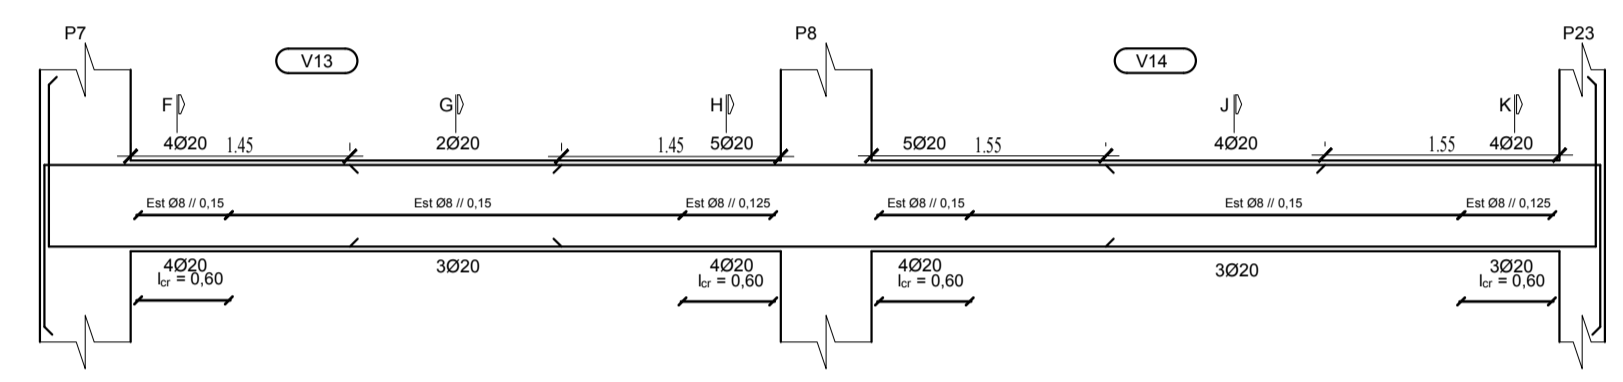 P7
P8
P23
V13
V14
F
G
H
J
K
4Ø20
1.45
2Ø20
1.45
5Ø20
5Ø20
1.55
4Ø20
1.55
4Ø20
Est Ø8 // 0,15
Est Ø8 // 0,15
Est Ø8 // 0,125
Est Ø8 // 0,15
Est Ø8 // 0,15
Est Ø8 // 0,125
4Ø20
3Ø20
4Ø20
4Ø20
3Ø20
3Ø20
lcr = 0,60
lcr = 0,60
lcr = 0,60
lcr = 0,60